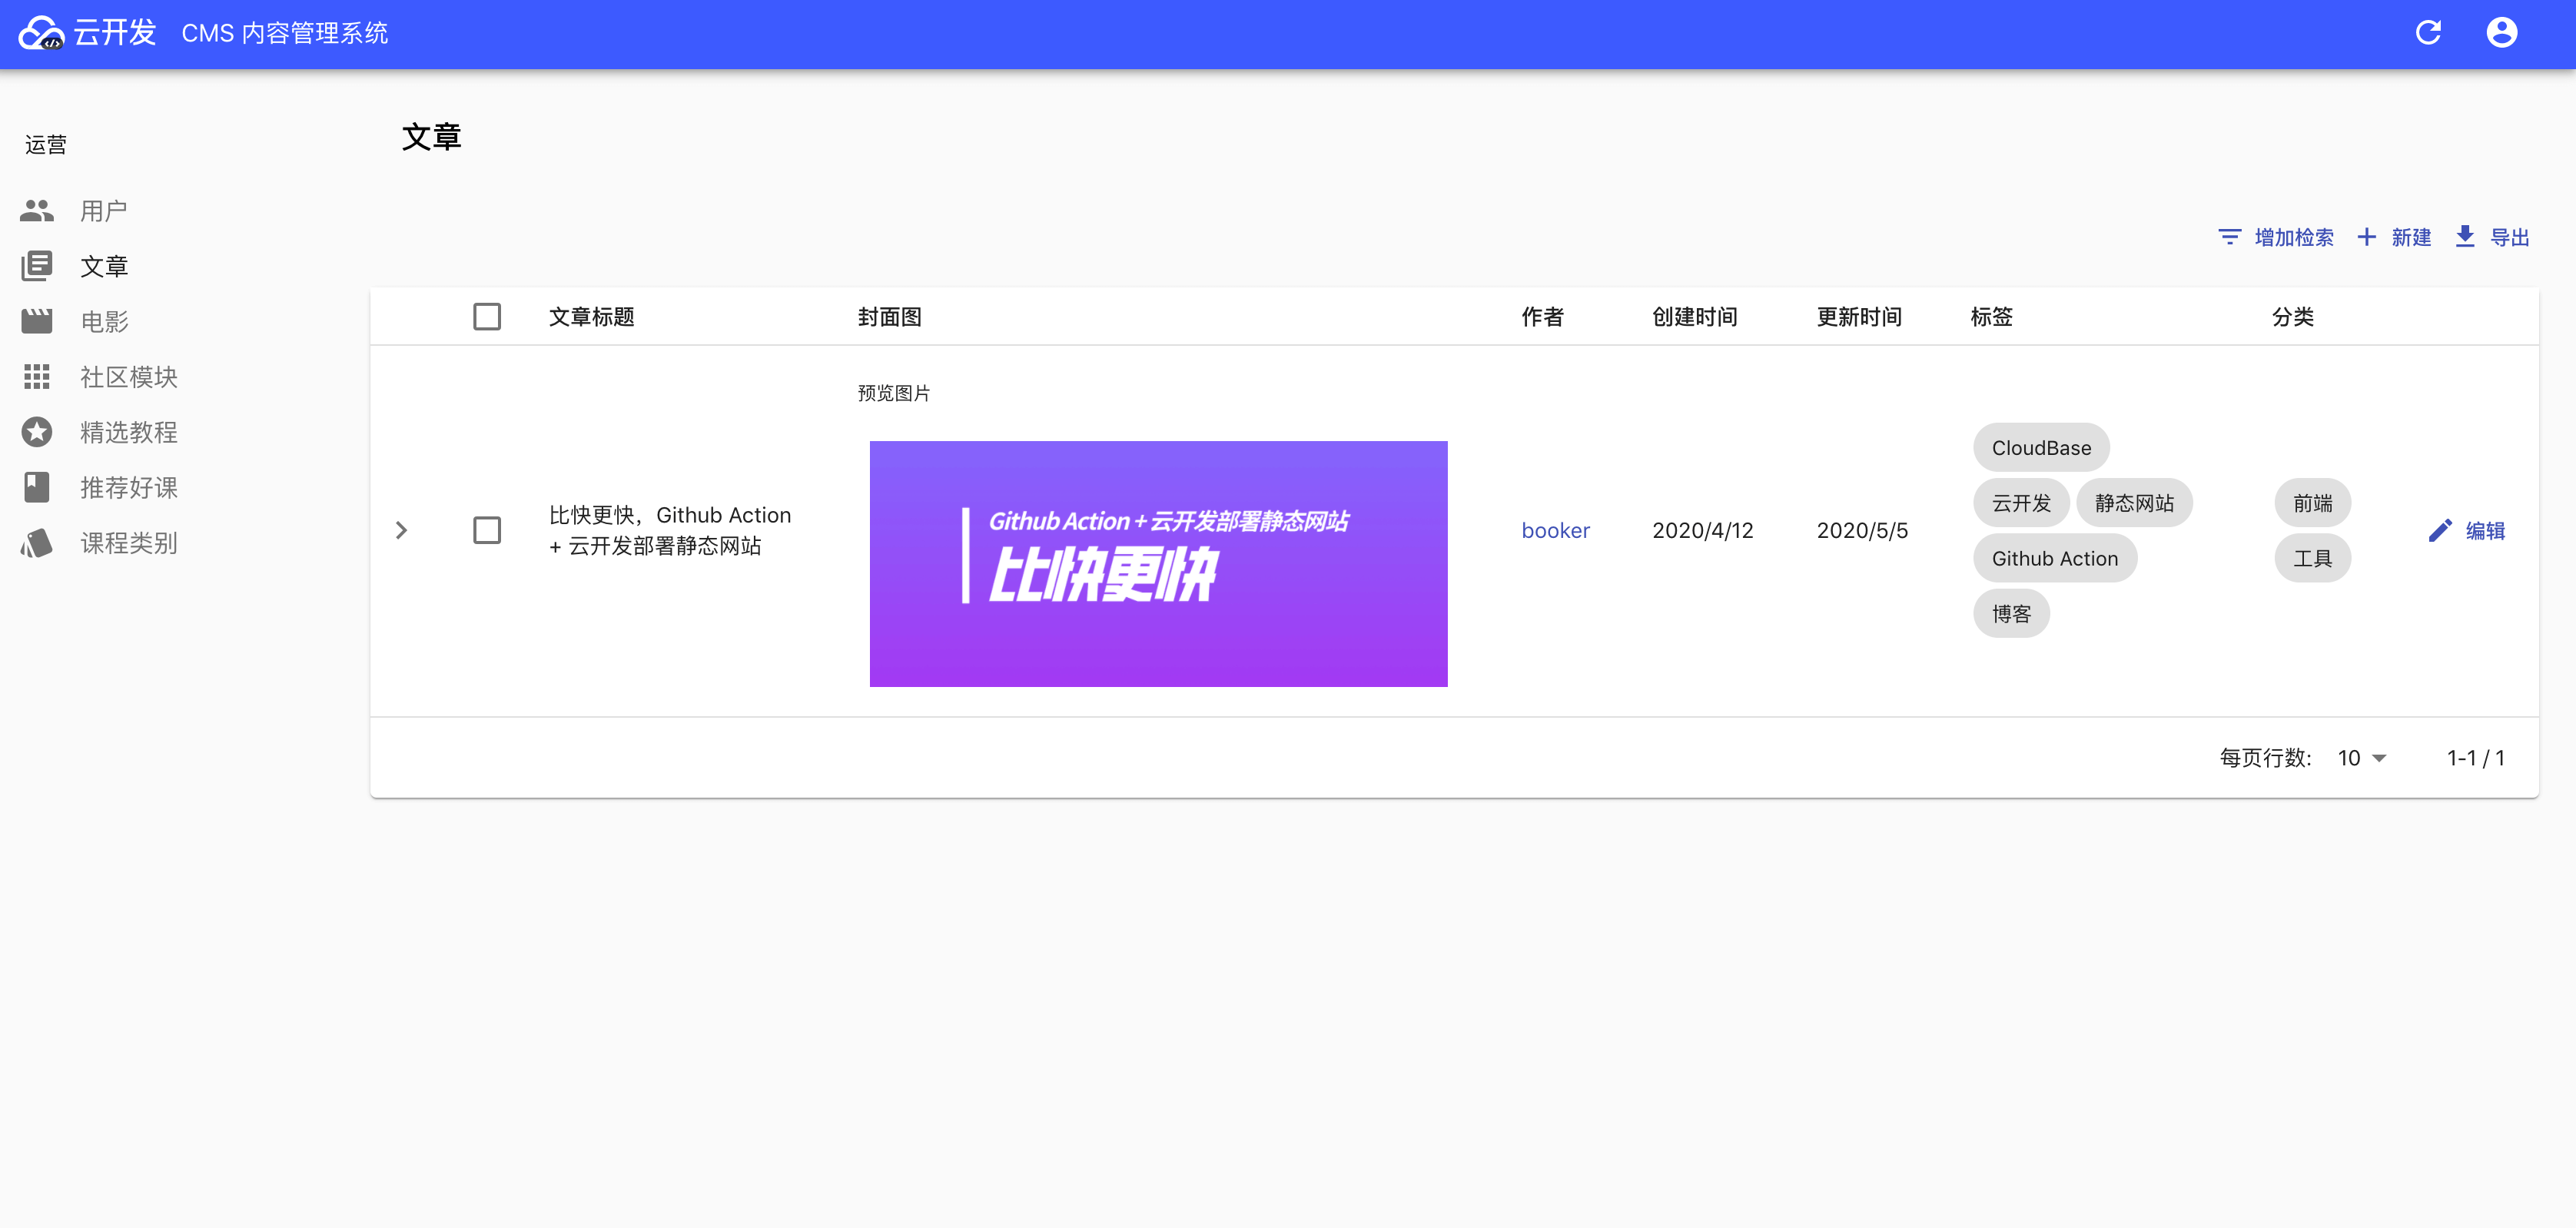 云开发 CMS 内容管理系统
运营
用户
文章
电影
社区模块
精选教程
推荐好课
课程类别
文章
增加检索 新建 导出
文章标题 封面图 作者 创建时间 更新时间 标签 分类
比快更快，Github Action
+ 云开发部署静态网站
预览图片
Github Action + 云开发部署静态网站
比快更快
booker
2020/4/12
2020/5/5
CloudBase
云开发 静态网站
Github Action
博客
前端
工具
编辑
每页行数: 10 1-1 / 1